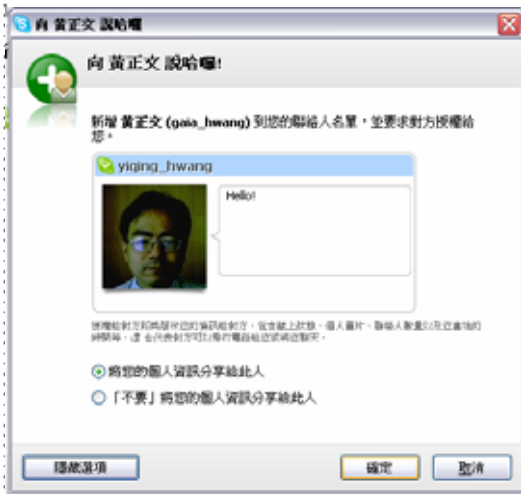 向 黃正文 說哈囉
向 黃正文 說哈囉!
新增 黃正文 (gaia_hwang) 到您的聯絡人名單，並要求對方授權給
您。
yiqing_hwang
Hello!
將您的個人資訊分享給此人
「不要」將您的個人資訊分享給此人
隱藏選項
確定
取消